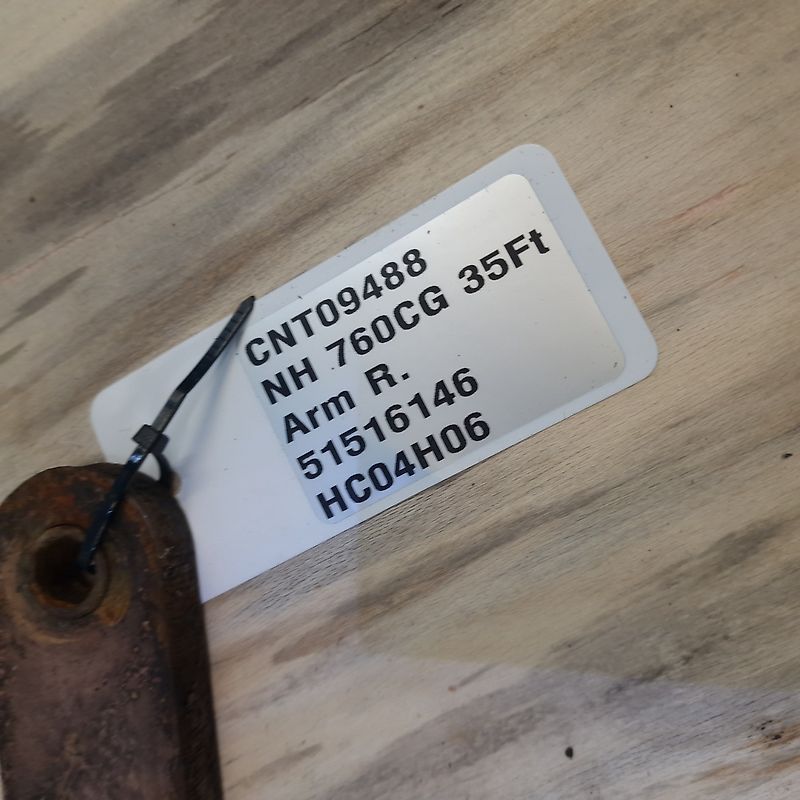 CNT09488
NH 760CG 35Ft
Arm R.
51516146
HC04H06